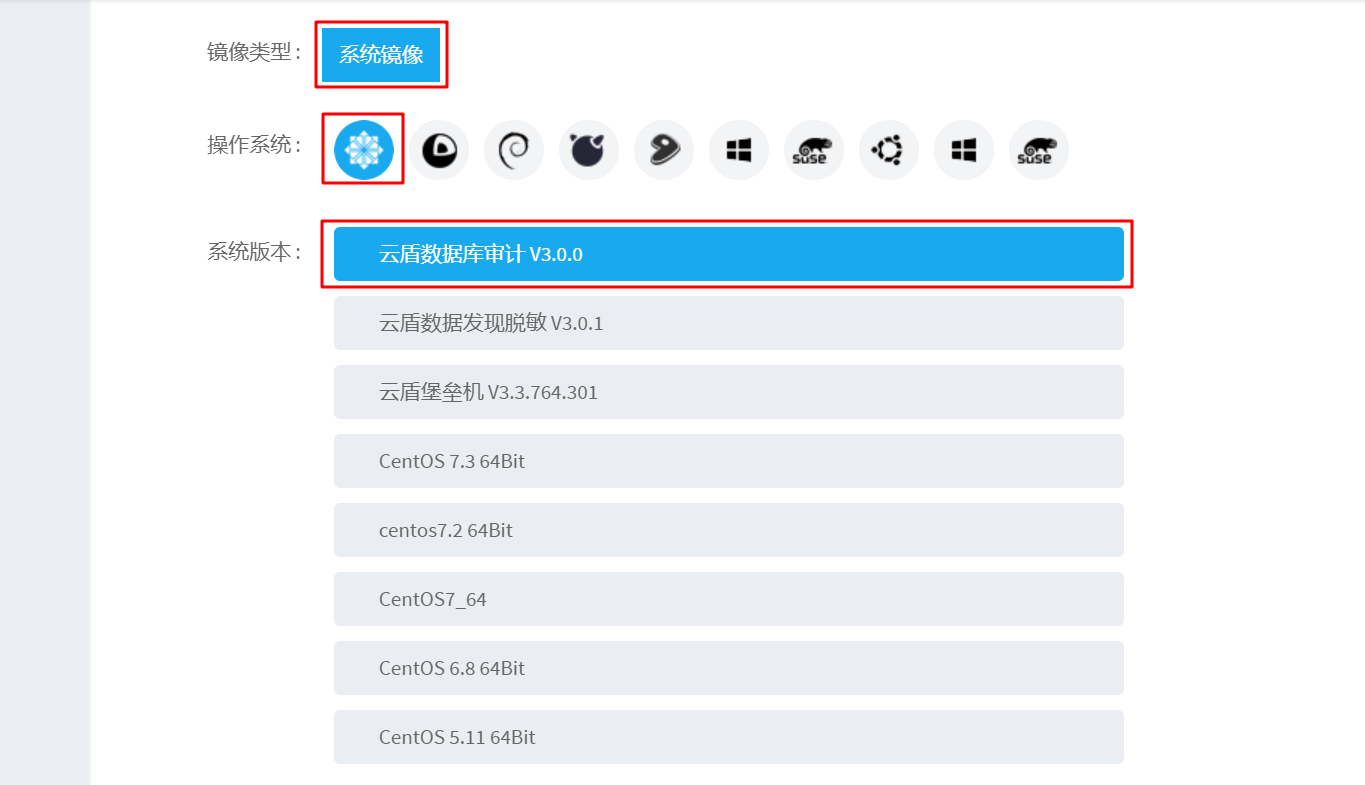 镜像类型： 系统镜像
操作系统：
suse suse
系统版本： 云盾数据库审计 V3.0.0
云盾数据发现脱敏 V3.0.1
云盾堡垒机 V3.3.764.301
CentOS 7.3 64Bit
centos7.2 64Bit
CentOS7_64
CentOS 6.8 64Bit
CentOS 5.11 64Bit